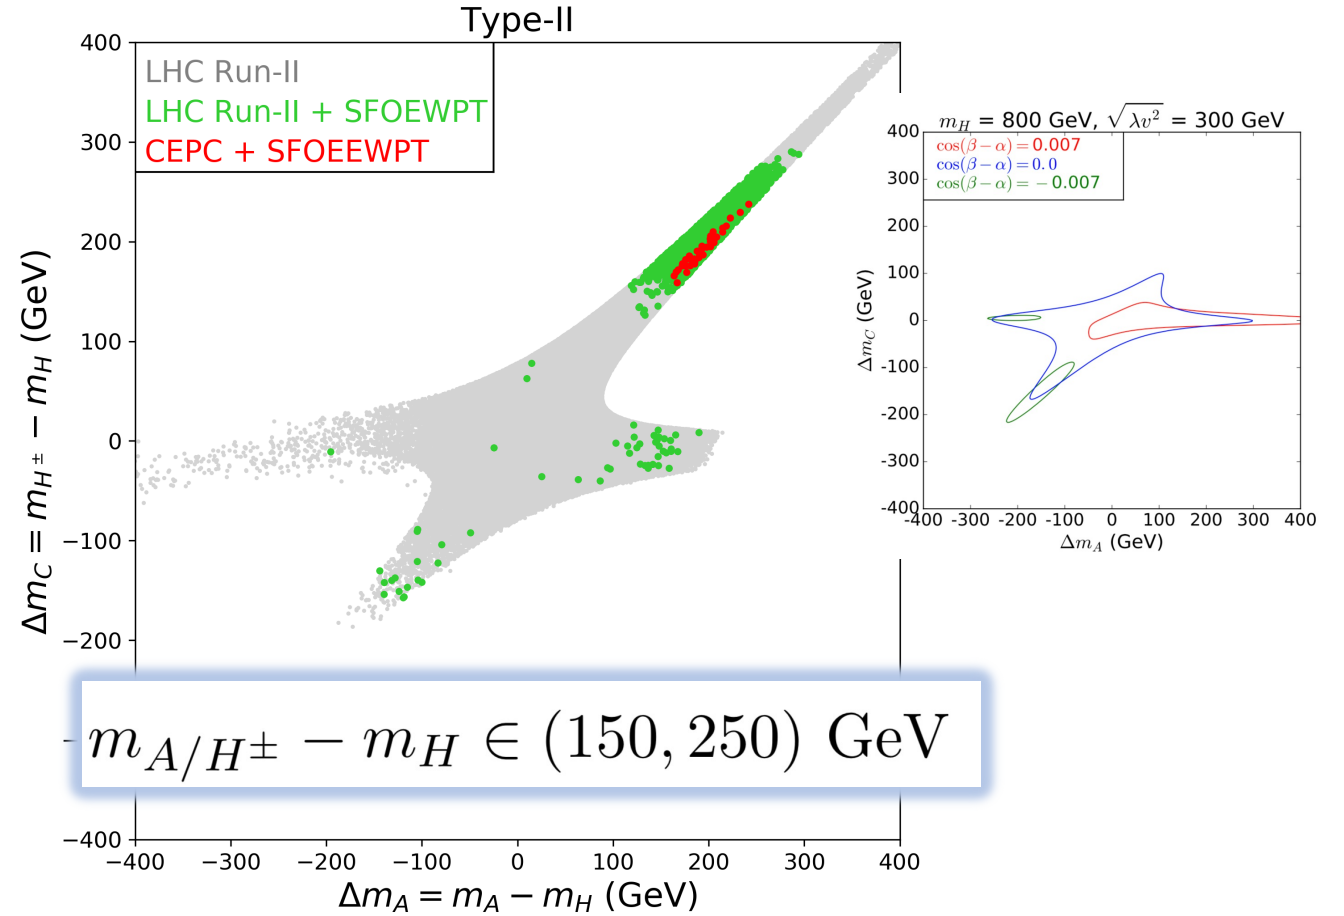 Type-II
LHC Run-II
LHC Run-II + SFOEWPT
CEPC + SFOEEWPT
400
300
200
100
0
−100
−200
−400
Δm_C = m_{H^±} − m_H (GeV)
−400 −300 −200 −100 0 100 200 300 400
Δm_A = m_A − m_H (GeV)
m_{A/H^±} − m_H ∈ (150, 250) GeV
m_H = 800 GeV, √λv² = 300 GeV
cos(β − α) = 0.007
cos(β − α) = 0.0
cos(β − α) = − 0.007
400
300
200
100
0
-100
-200
-300
-400
Δm_C (GeV)
-400 -300 -200 -100 0 100 200 300 400
Δm_A (GeV)